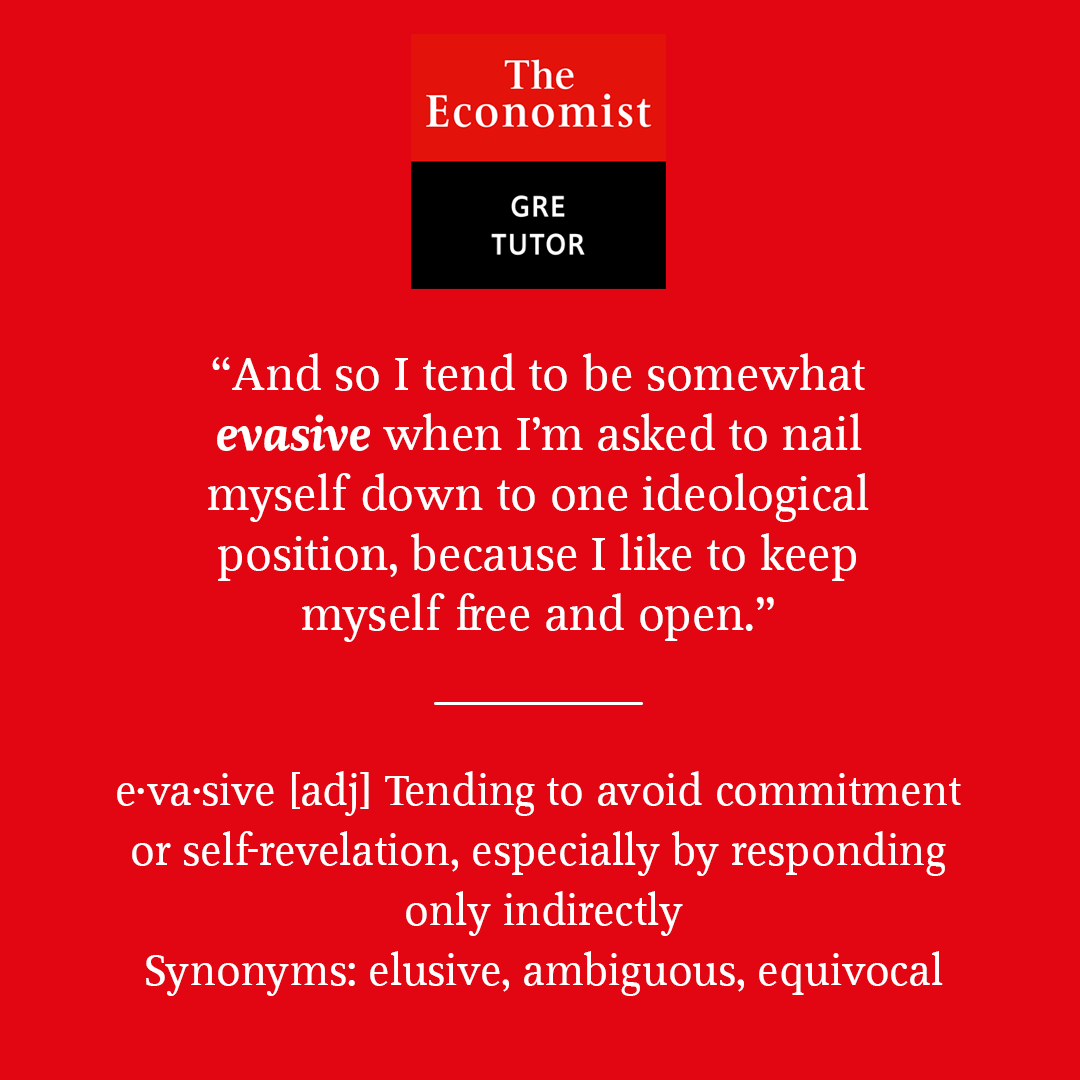 The
Economist
GRE
TUTOR
“And so I tend to be somewhat
evasive when I’m asked to nail
myself down to one ideological
position, because I like to keep
myself free and open.”
e·va·sive [adj] Tending to avoid commitment
or self-revelation, especially by responding
only indirectly
Synonyms: elusive, ambiguous, equivocal